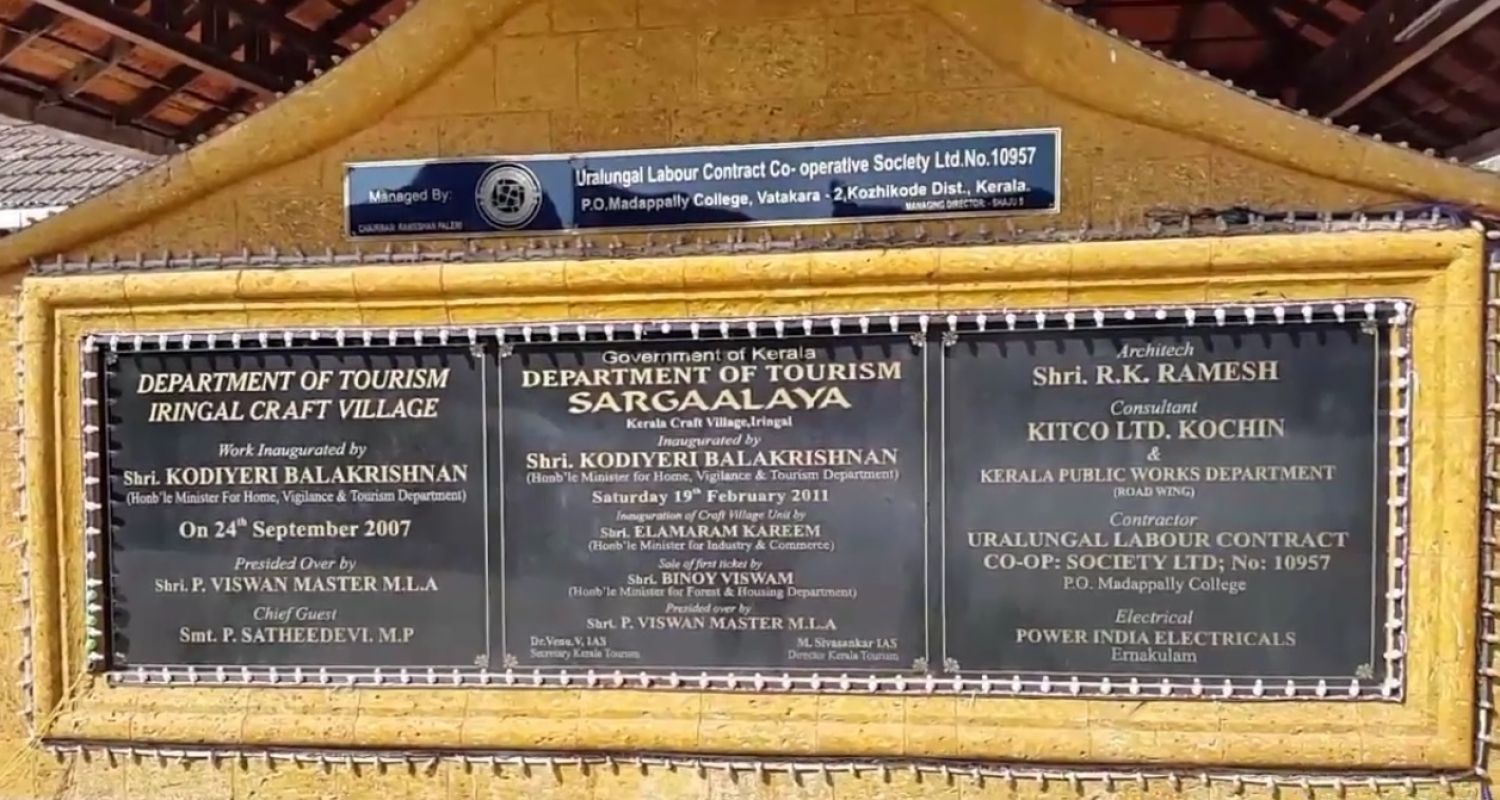 Managed By:
CHAIRMAN: RAMESHAN PALERI
Uralungal Labour Contract Co- operative Society Ltd.No.10957
P.O.Madappally College, Vatakara - 2,Kozhikode Dist., Kerala.
MANAGING DIRECTOR: - SHAJU S
DEPARTMENT OF TOURISM
IRINGAL CRAFT VILLAGE
Work Inaugurated by
Shri. KODIYERI BALAKRISHNAN
(Honb'le Minister For Home, Vigilance & Tourism Department)
On 24th September 2007
Presided Over by
Shri. P. VISWAN MASTER M.L.A
Chief Guest
Smt. P. SATHEEDEVI. M.P
Government of Kerala
DEPARTMENT OF TOURISM
SARGAALAYA
Kerala Craft Village,Iringal
Inaugurated by
Shri. KODIYERI BALAKRISHNAN
(Honb'le Minister for Home, Vigilance & Tourism Department)
Saturday 19th February 2011
Inauguration of Craft Village Unit by
Shri. ELAMARAM KAREEM
(Honb'le Minister for Industry & Commerce)
Sale of first ticket by
Shri. BINOY VISWAM
(Honb'le Minister for Forest & Housing Department)
Presided over by
Shri. P. VISWAN MASTER M.L.A
Dr.Venu.V, IAS
Secretary Kerala Tourism
M. Sivasankar IAS
Director Kerala Tourism
Architech
Shri. R.K. RAMESH
Consultant
KITCO LTD. KOCHIN
&
KERALA PUBLIC WORKS DEPARTMENT
(ROAD WING)
Contractor
URALUNGAL LABOUR CONTRACT
CO-OP: SOCIETY LTD; No: 10957
P.O. Madappally College
Electrical
POWER INDIA ELECTRICALS
Ernakulam